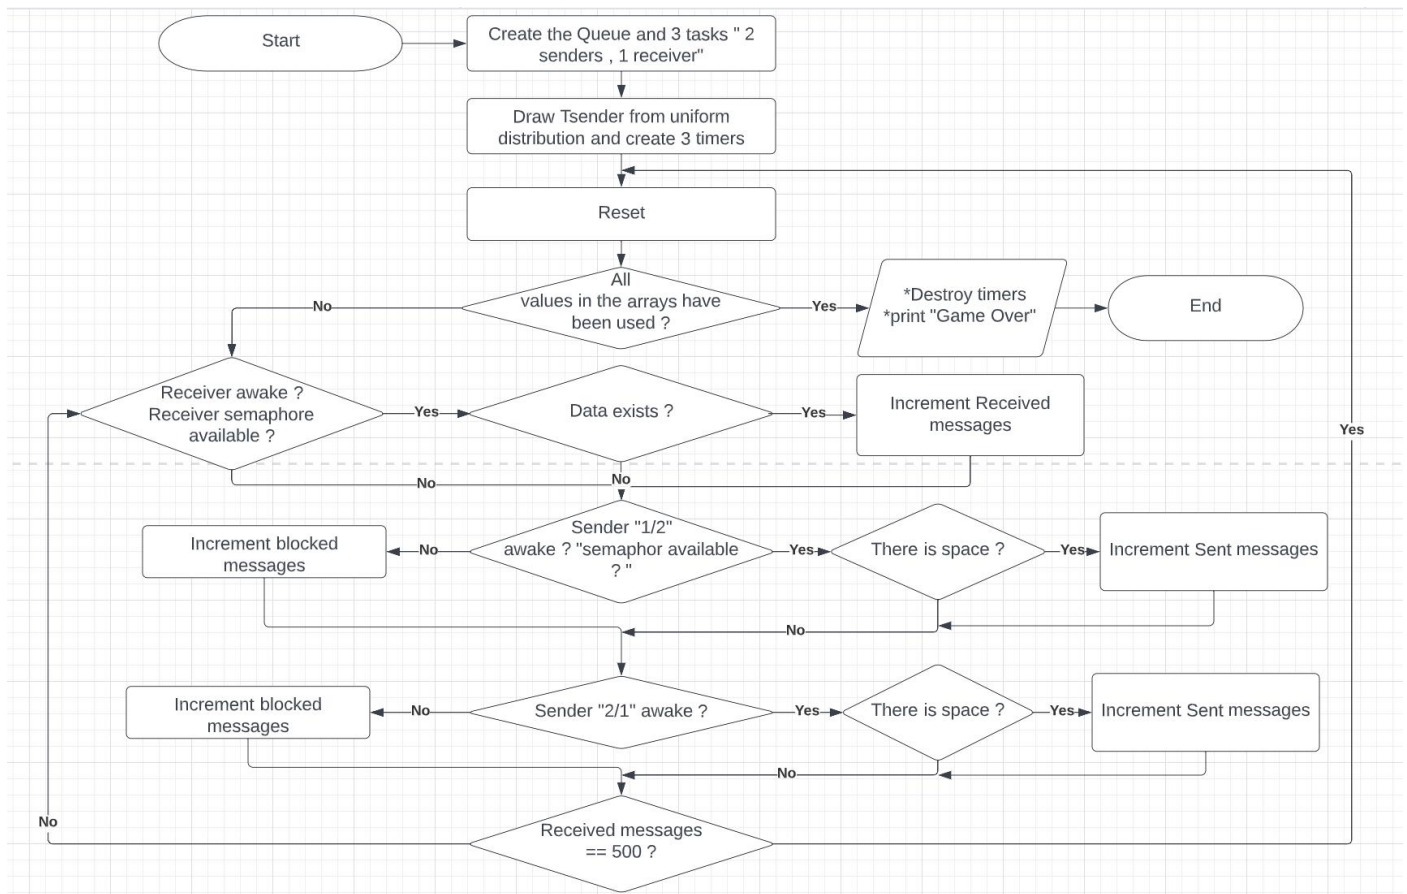 Start
Create the Queue and 3 tasks " 2
senders , 1 receiver"
Draw Tsender from uniform
distribution and create 3 timers
Reset
All
values in the arrays have
been used ?
No
Yes
*Destroy timers
*print "Game Over"
End
Receiver awake ?
Receiver semaphore
available ?
Yes
Data exists ?
Yes
Increment Received
messages
Yes
No
No
Sender "1/2"
awake ? "semaphor available
? "
No
Increment blocked
messages
Yes
There is space ?
Yes
Increment Sent messages
No
Sender "2/1" awake ?
No
Increment blocked
messages
Yes
There is space ?
Yes
Increment Sent messages
No
No
Received messages
== 500 ?